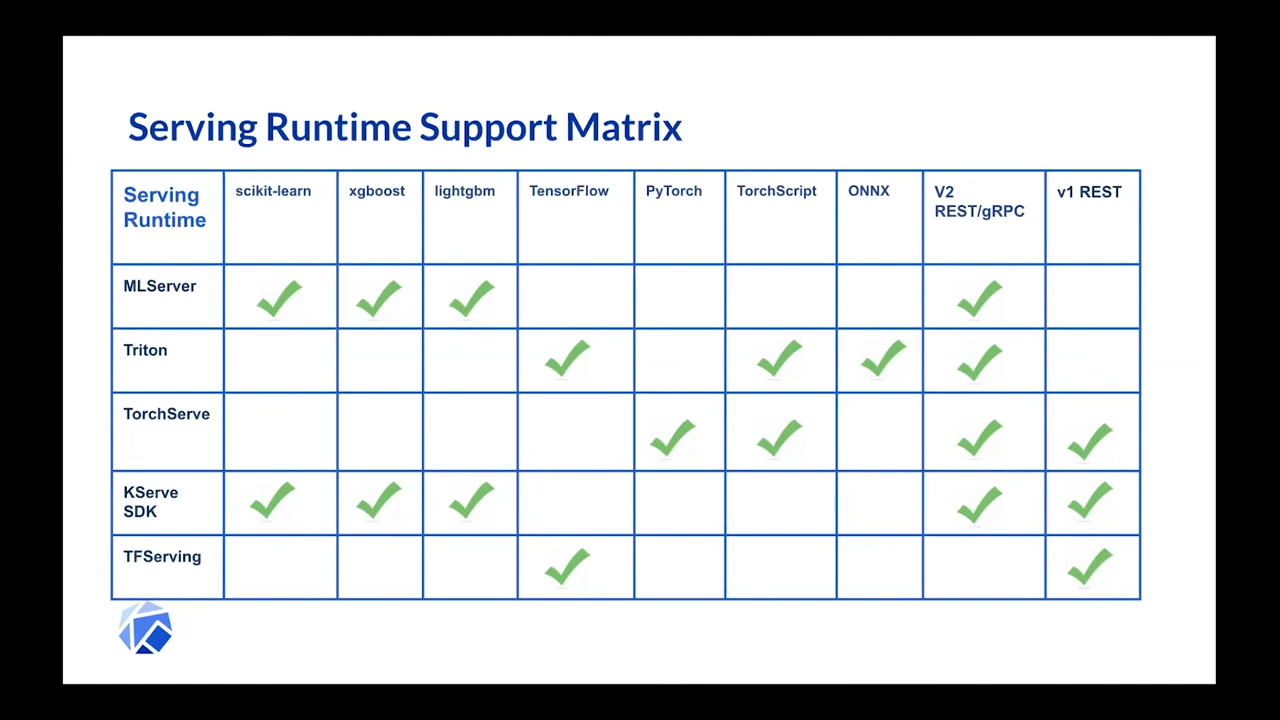 Serving Runtime Support Matrix
Serving
Runtime
scikit-learn
xgboost
lightgbm
TensorFlow
PyTorch
TorchScript
ONNX
V2
REST/gRPC
v1 REST
MLServer
Triton
TorchServe
KServe
SDK
TFServing